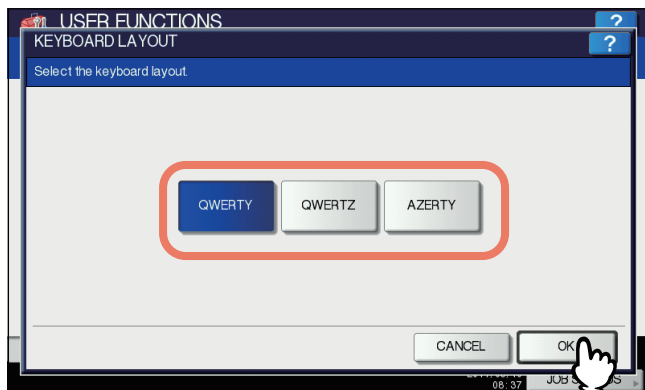 USER FUNCTIONS
?
KEYBOARD LAYOUT
?
Select the keyboard layout.
QWERTY
QWERTZ
AZERTY
CANCEL
OK
08:37
JOB